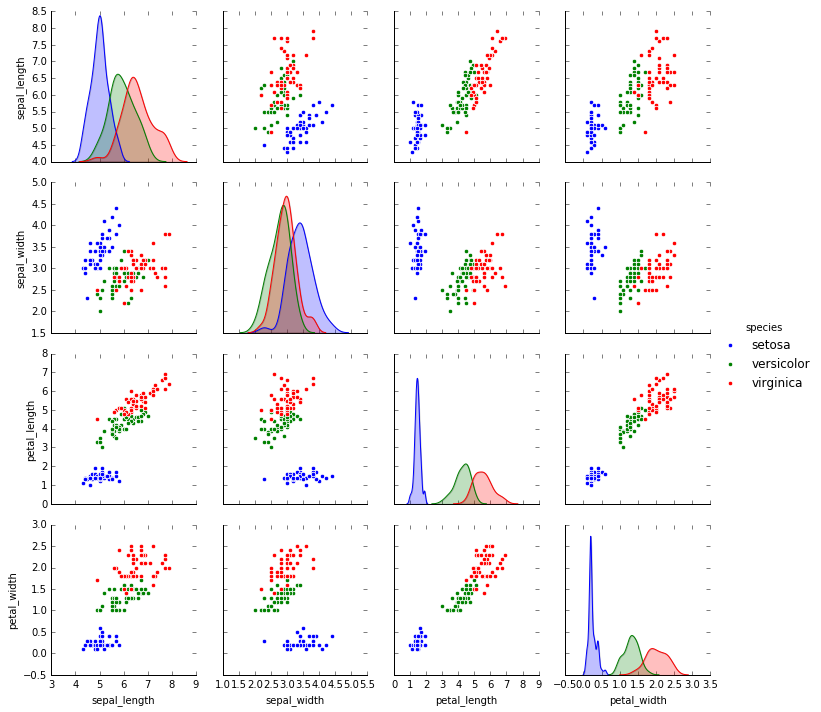 8.5
8.0
7.5
7.0
6.5
6.0
5.5
5.0
4.5
4.0
sepal_length
5.0
4.5
4.0
3.5
3.0
2.5
2.0
1.5
sepal_width
8
7
6
5
4
3
2
1
0
petal_length
3.0
2.5
2.0
1.5
1.0
0.5
0.0
−0.5
petal_width
3 4 5 6 7 8 9
sepal_length
1.0 1.5 2.0 2.5 3.0 3.5 4.0 4.5 5.0 5.5
sepal_width
0 1 2 3 4 5 6 7 8 9
petal_length
−0.5 0.0 0.5 1.0 1.5 2.0 2.5 3.0 3.5
petal_width
species
setosa
versicolor
virginica